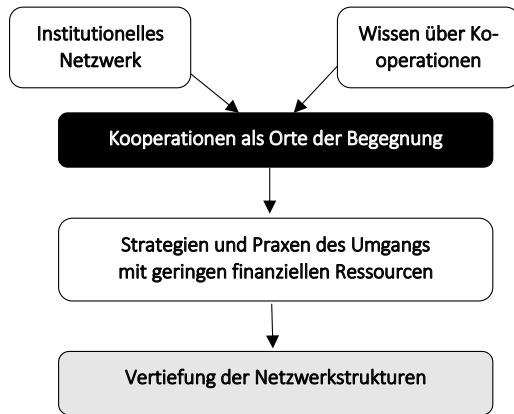 Institutionelles
Netzwerk
Wissen über Ko-
operationen
Kooperationen als Orte der Begegnung
Strategien und Praxen des Umgangs
mit geringen finanziellen Ressourcen
Vertiefung der Netzwerkstrukturen